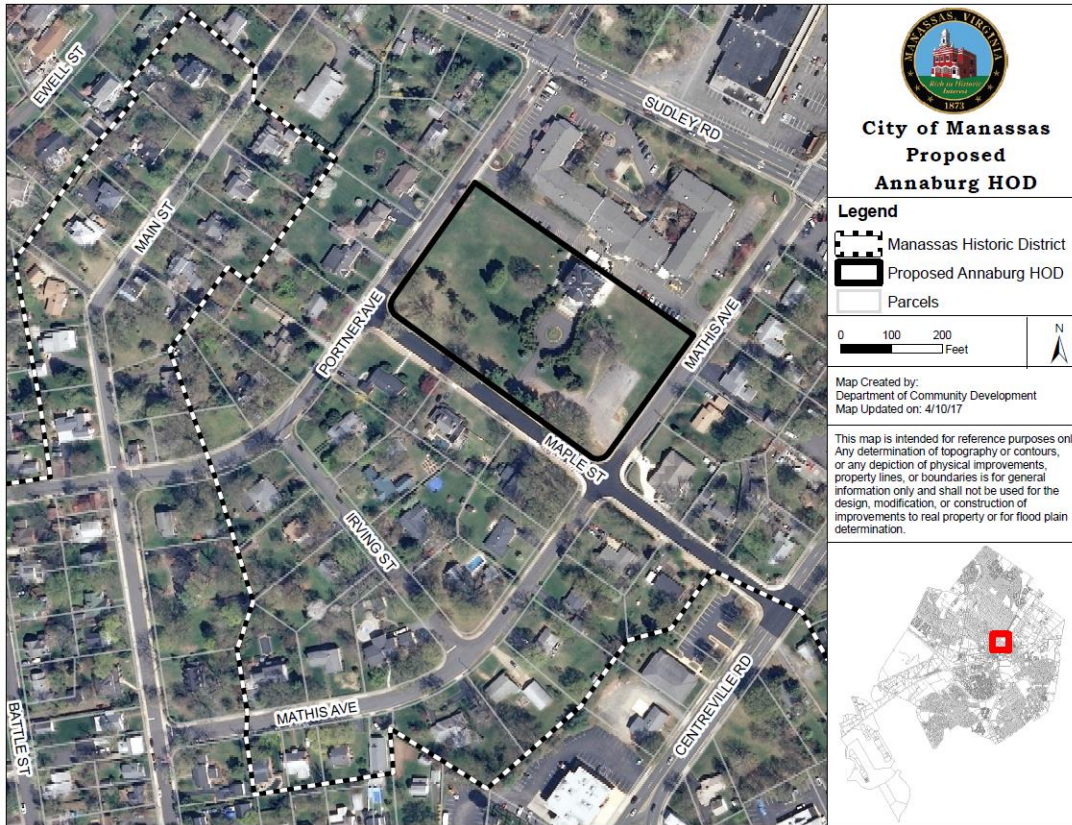 EWELL ST
MAIN ST
SUDLEY RD
PORTNER AVE
MATHIS AVE
MAPLE ST
IRVING ST
MATHIS AVE
CENTREVILLE RD
BATTLE ST
MANASSAS, VIRGINIA
Rich in Historic
Interest
1873
City of Manassas
Proposed
Annaburg HOD
Legend
Manassas Historic District
Proposed Annaburg HOD
Parcels
0 100 200
Feet
N
Map Created by:
Department of Community Development
Map Updated on: 4/10/17
This map is intended for reference purposes onl
Any determination of topography or contours,
or any depiction of physical improvements,
property lines, or boundaries is for general
information only and shall not be used for the
design, modification, or construction of
improvements to real property or for flood plain
determination.